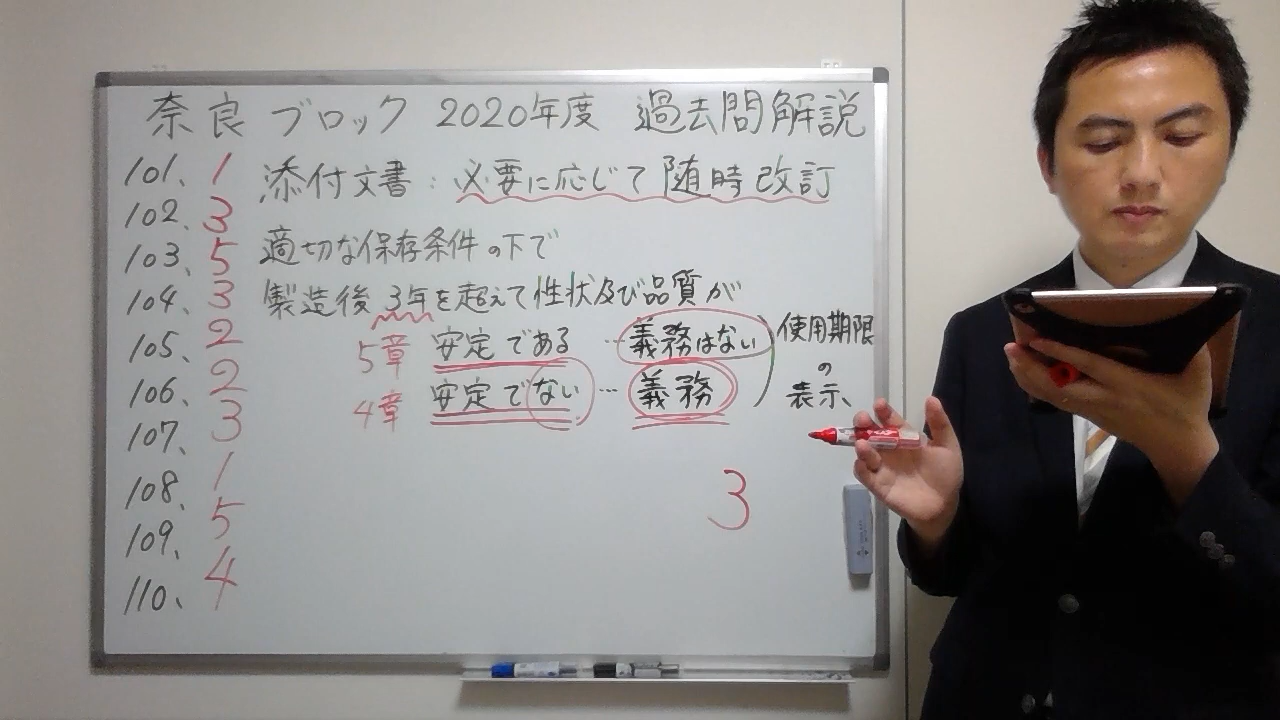 奈良ブロック 2020年度 過去問解説
101、1
102、3
103、5
104、3
105、2
106、2
107、3
108、1
109、5
110、4
添付文書：必要に応じて随時改訂
適切な保存条件の下で
製造後3年を超えて性状及び品質が
5章 安定である … 義務はない
4章 安定でない … 義務
使用期限
の
表示、
3